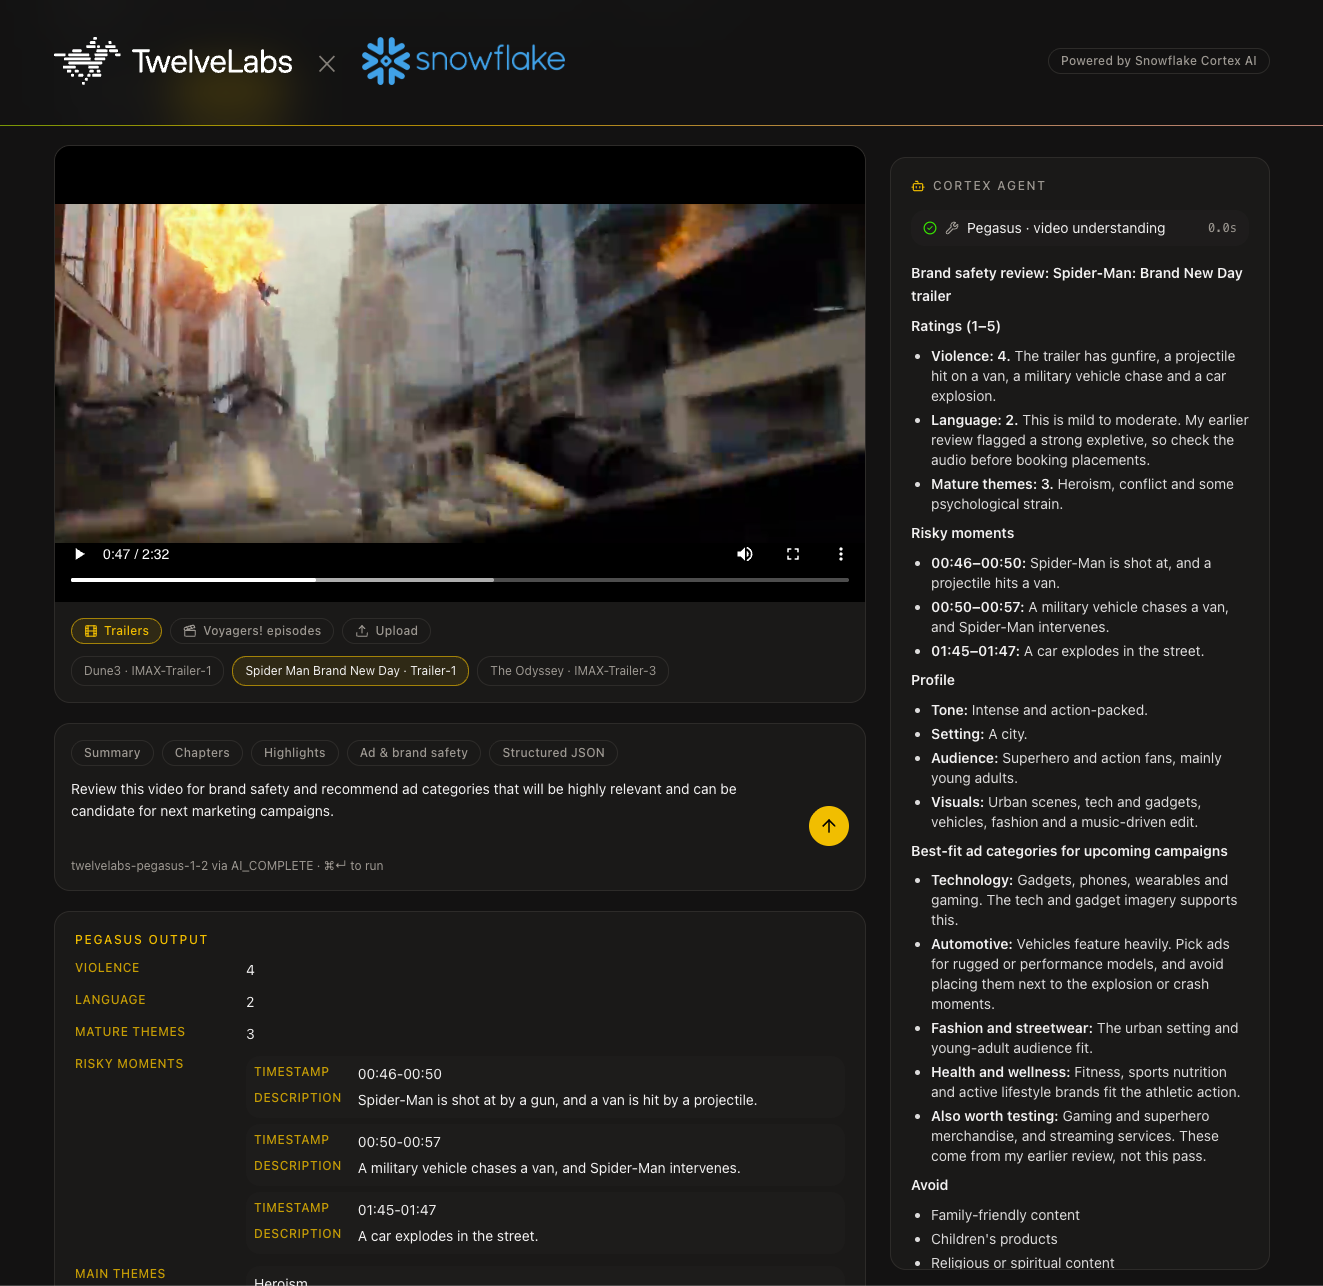 TwelveLabs × snowflake
Powered by Snowflake Cortex AI
0:47 / 2:32
Trailers
Voyagers! episodes
Upload
Dune3 · IMAX-Trailer-1
Spider Man Brand New Day · Trailer-1
The Odyssey · IMAX-Trailer-3
Summary
Chapters
Highlights
Ad & brand safety
Structured JSON
Review this video for brand safety and recommend ad categories that will be highly relevant and can be
candidate for next marketing campaigns.
twelvelabs-pegasus-1-2 via AI_COMPLETE · ⌘↵ to run
PEGASUS OUTPUT
VIOLENCE 4
LANGUAGE 2
MATURE THEMES 3
RISKY MOMENTS
TIMESTAMP 00:46-00:50
DESCRIPTION Spider-Man is shot at by a gun, and a van is hit by a projectile.
TIMESTAMP 00:50-00:57
DESCRIPTION A military vehicle chases a van, and Spider-Man intervenes.
TIMESTAMP 01:45-01:47
DESCRIPTION A car explodes in the street.
MAIN THEMES Heroism
CORTEX AGENT
Pegasus · video understanding 0.0s
Brand safety review: Spider-Man: Brand New Day
trailer
Ratings (1–5)
• Violence: 4. The trailer has gunfire, a projectile
hit on a van, a military vehicle chase and a car
explosion.
• Language: 2. This is mild to moderate. My earlier
review flagged a strong expletive, so check the
audio before booking placements.
• Mature themes: 3. Heroism, conflict and some
psychological strain.
Risky moments
• 00:46–00:50: Spider-Man is shot at, and a
projectile hits a van.
• 00:50–00:57: A military vehicle chases a van,
and Spider-Man intervenes.
• 01:45–01:47: A car explodes in the street.
Profile
• Tone: Intense and action-packed.
• Setting: A city.
• Audience: Superhero and action fans, mainly
young adults.
• Visuals: Urban scenes, tech and gadgets,
vehicles, fashion and a music-driven edit.
Best-fit ad categories for upcoming campaigns
• Technology: Gadgets, phones, wearables and
gaming. The tech and gadget imagery supports
this.
• Automotive: Vehicles feature heavily. Pick ads
for rugged or performance models, and avoid
placing them next to the explosion or crash
moments.
• Fashion and streetwear: The urban setting and
young-adult audience fit.
• Health and wellness: Fitness, sports nutrition
and active lifestyle brands fit the athletic action.
• Also worth testing: Gaming and superhero
merchandise, and streaming services. These
come from my earlier review, not this pass.
Avoid
• Family-friendly content
• Children's products
• Religious or spiritual content